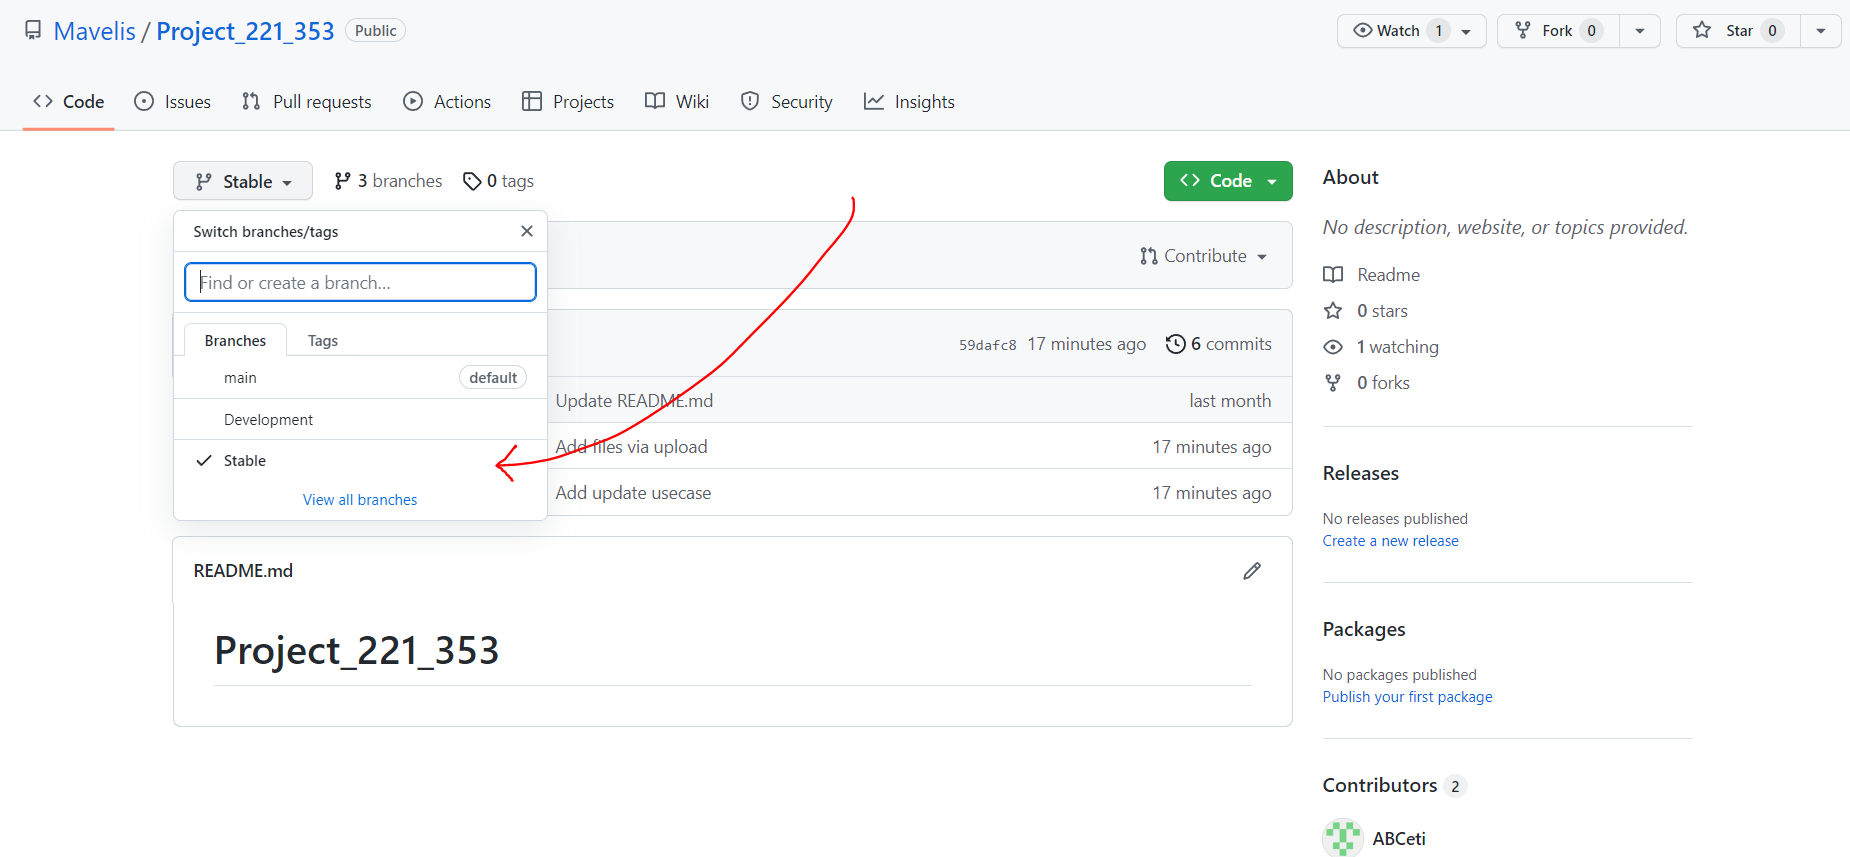 Mavelis / Project_221_353 Public
Watch 1 Fork 0 Star 0
Code Issues Pull requests Actions Projects Wiki Security Insights
Stable 3 branches 0 tags Code
Switch branches/tags
Find or create a branch...
Branches Tags
main default
Development
Stable
View all branches
Contribute
59dafc8 17 minutes ago 6 commits
Update README.md last month
Add files via upload 17 minutes ago
Add update usecase 17 minutes ago
README.md
Project_221_353
About
No description, website, or topics provided.
Readme
0 stars
1 watching
0 forks
Releases
No releases published
Create a new release
Packages
No packages published
Publish your first package
Contributors 2
ABCeti